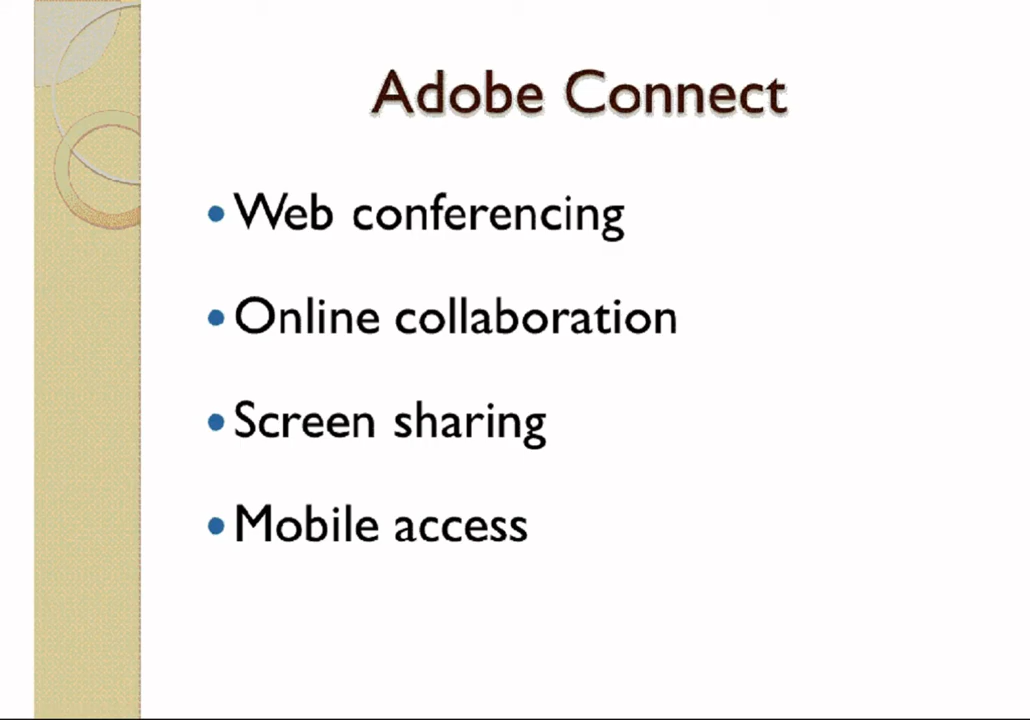 Adobe Connect
• Web conferencing
• Online collaboration
• Screen sharing
• Mobile access